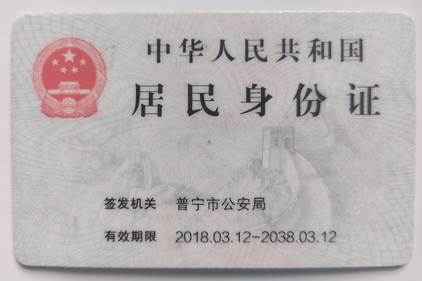 中华人民共和国
居民身份证
签发机关 普宁市公安局
有效期限 2018.03.12-2038.03.12